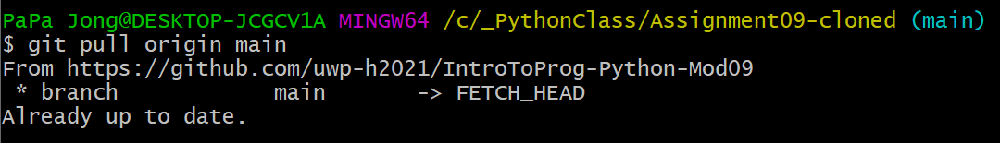 PaPa Jong@DESKTOP-JCGCV1A MINGW64 /c/_PythonClass/Assignment09-cloned (main)
$ git pull origin main
From https://github.com/uwp-h2021/IntroToProg-Python-Mod09
 * branch            main       -> FETCH_HEAD
Already up to date.